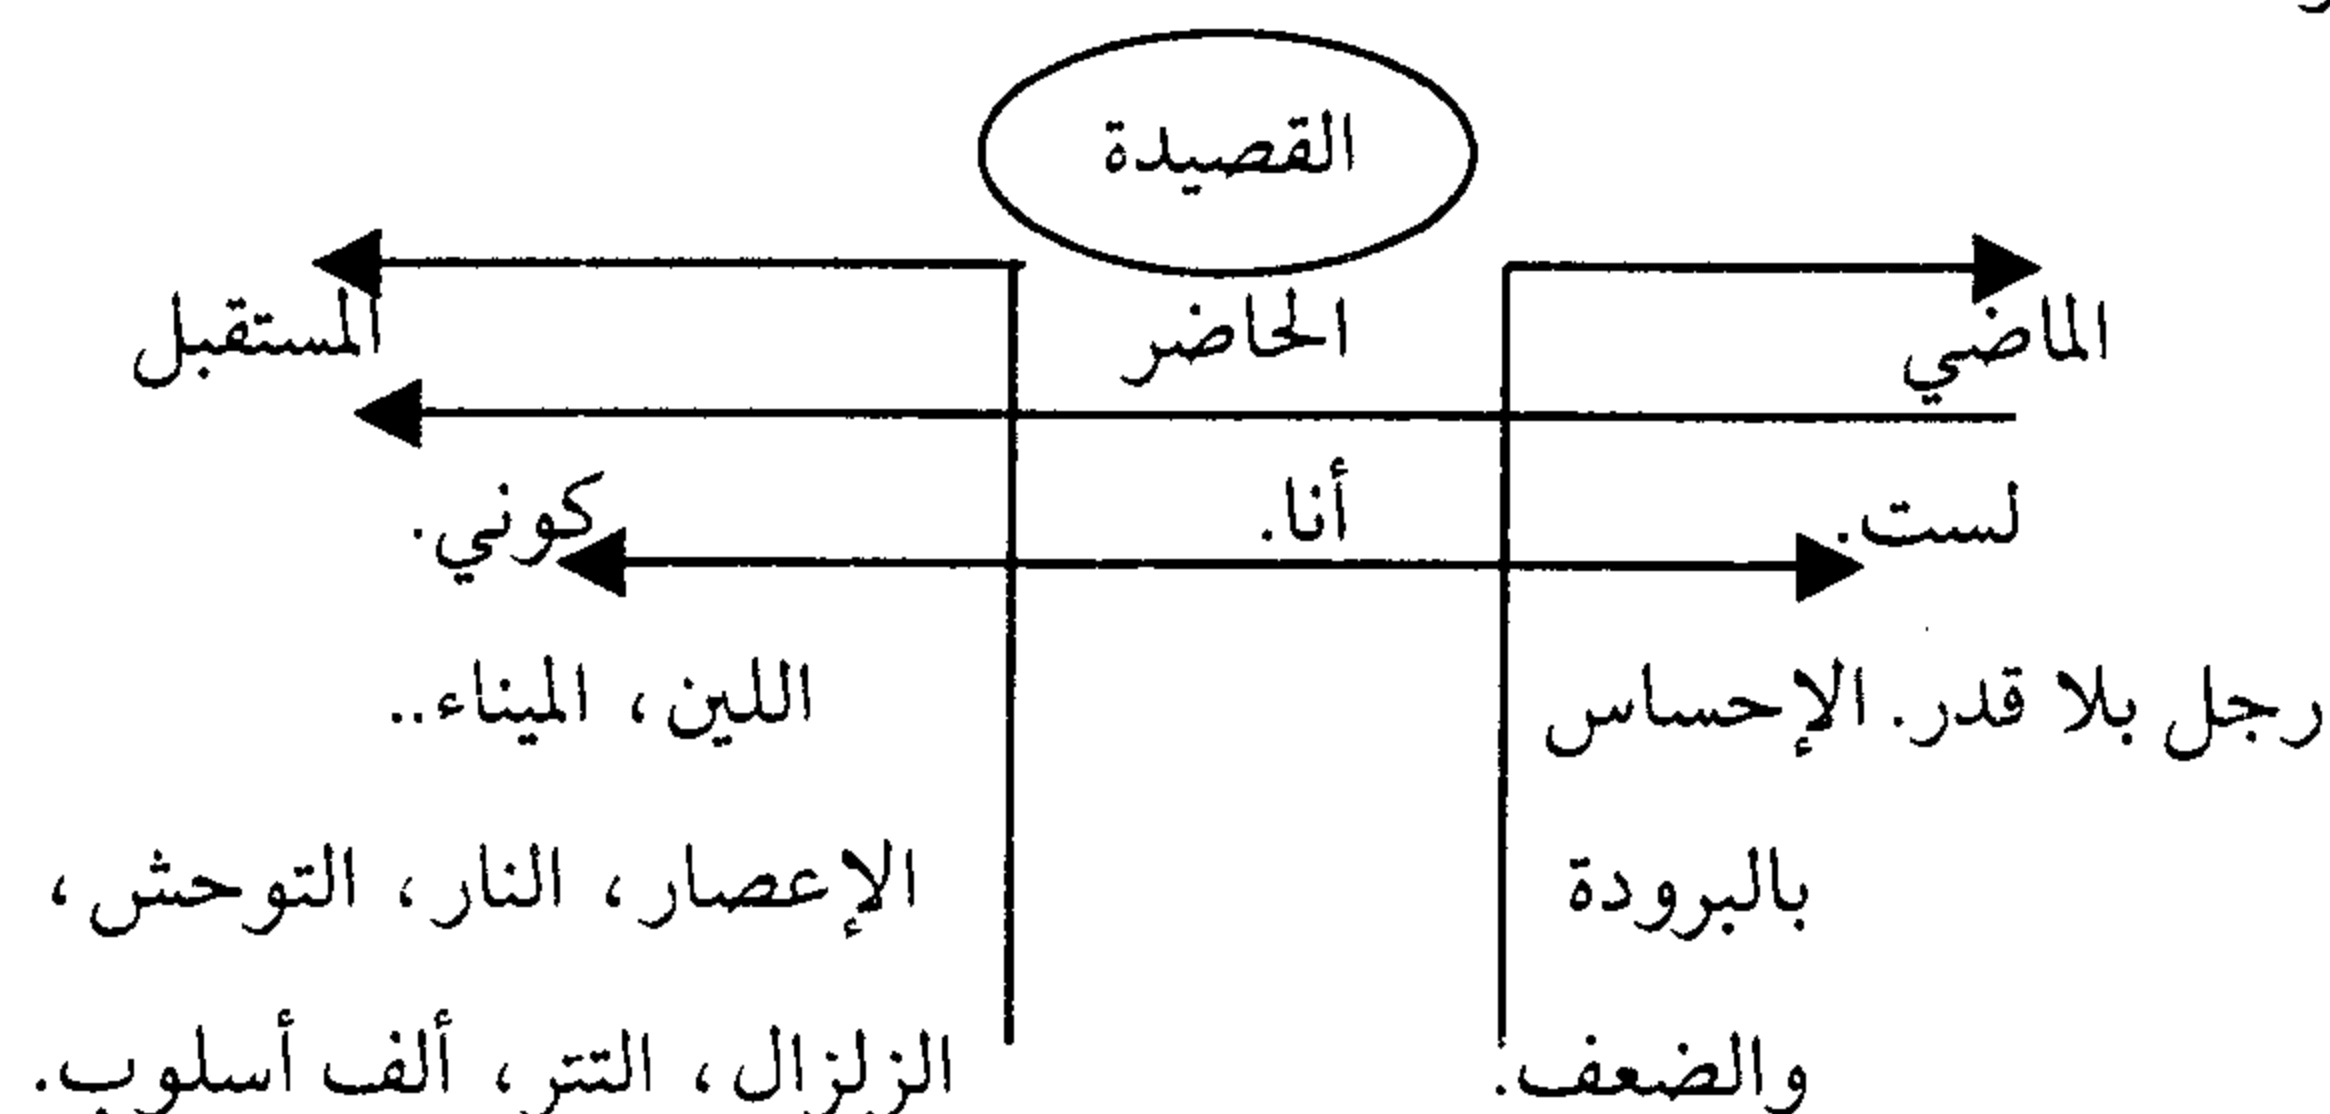 القصيدة
الماضي الحاضر المستقبل
لست. أنا. كوني.
رجل بلا قدر. الإحساس اللين، الميناء..
بالبرودة الإعصار، النار، التوحش،
والضعف. الزلزال، التتر، ألف أسلوب.